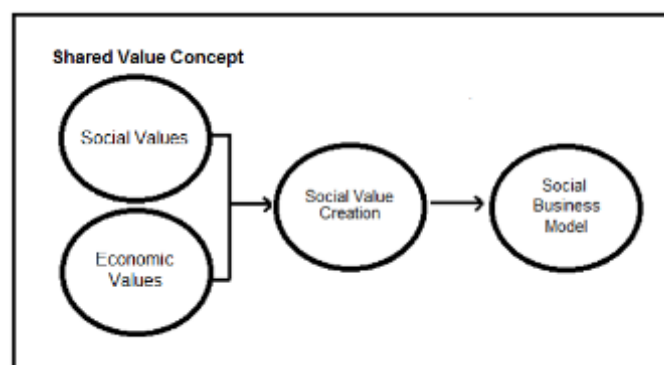 Shared Value Concept
Social Values
Economic
Values
Social Value
Creation
Social
Business
Model